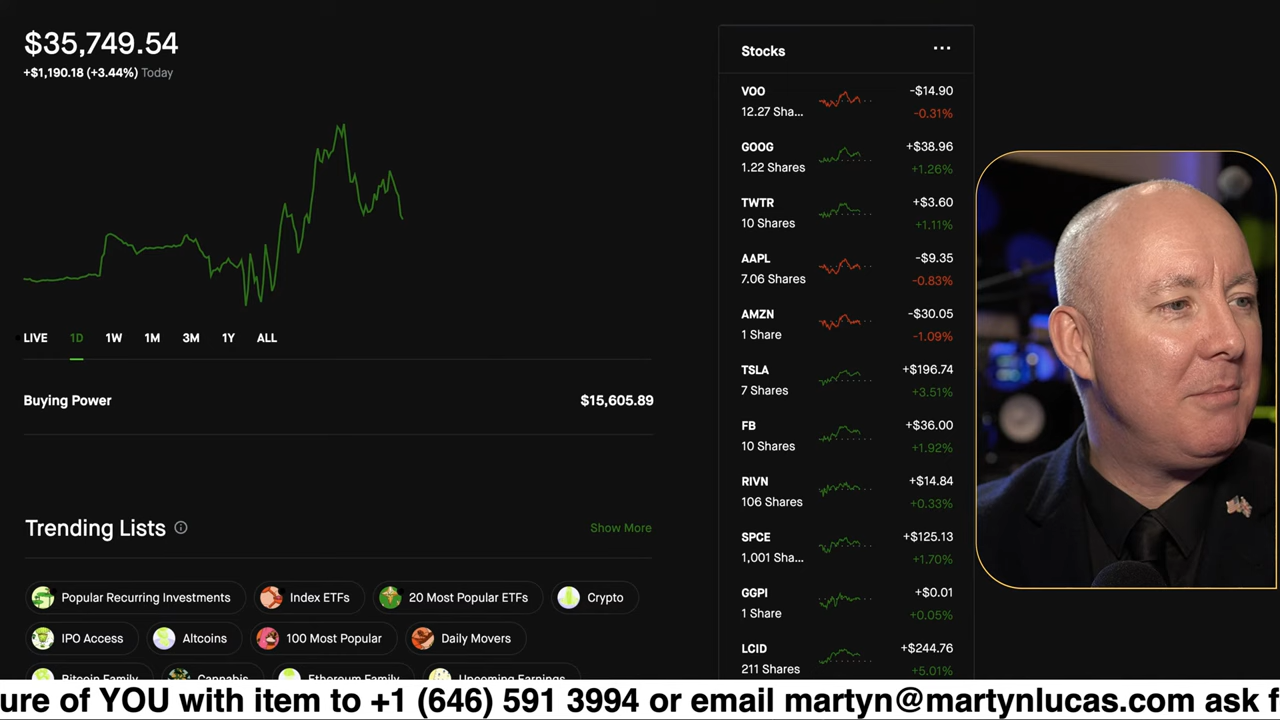 $35,749.54
+$1,190.18 (+3.44%) Today
LIVE 1D 1W 1M 3M 1Y ALL
Buying Power $15,605.89
Trending Lists
Show More
Popular Recurring Investments Index ETFs 20 Most Popular ETFs Crypto
IPO Access Altcoins 100 Most Popular Daily Movers
Bitcoin Family Cannabis Ethereum Family Upcoming Earnings
Stocks
VOO -$14.90
12.27 Sha... -0.31%
GOOG +$38.96
1.22 Shares +1.26%
TWTR +$3.60
10 Shares +1.11%
AAPL -$9.35
7.06 Shares -0.83%
AMZN -$30.05
1 Share -1.09%
TSLA +$196.74
7 Shares +3.51%
FB +$36.00
10 Shares +1.92%
RIVN +$14.84
106 Shares +0.33%
SPCE +$125.13
1,001 Sha... +1.70%
GGPI +$0.01
1 Share +0.05%
LCID +$244.76
211 Shares +5.01%
ure of YOU with item to +1 (646) 591 3994 or email martyn@martynlucas.com ask f